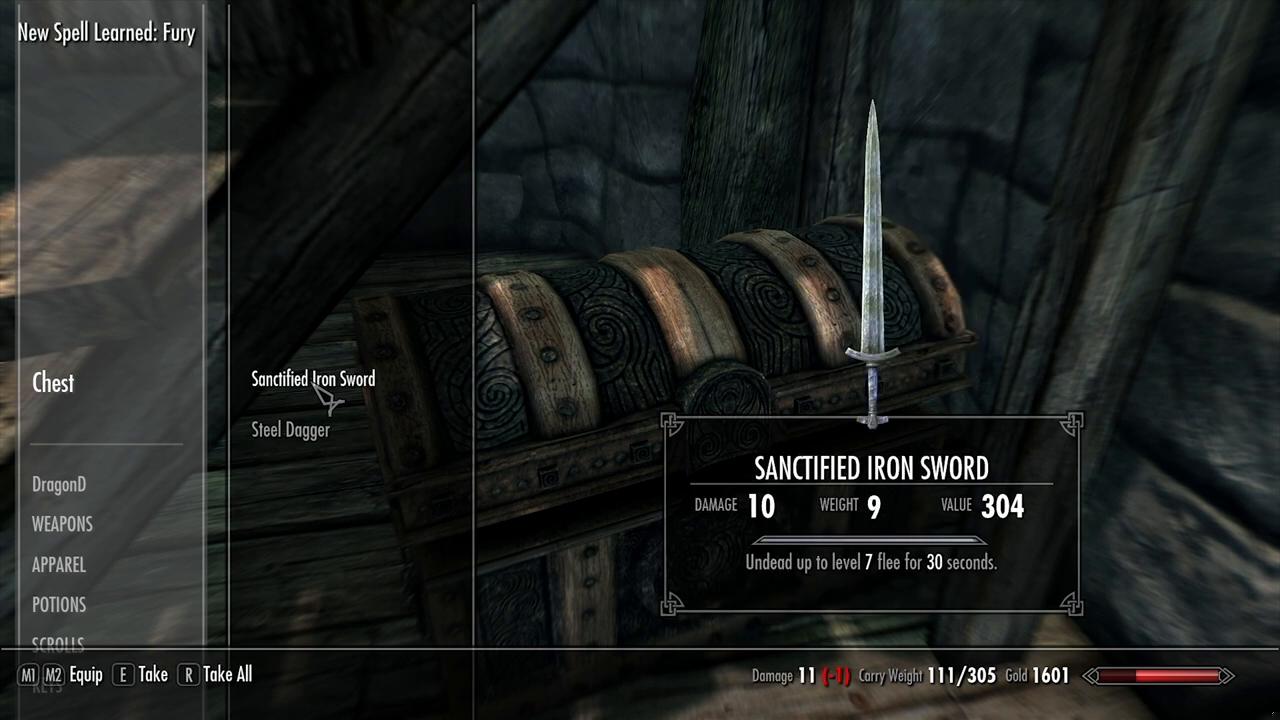 New Spell Learned: Fury
Chest
DragonD
WEAPONS
APPAREL
POTIONS
SCROLLS
KEYS
Sanctified Iron Sword
Steel Dagger
SANCTIFIED IRON SWORD
DAMAGE 10 WEIGHT 9 VALUE 304
Undead up to level 7 flee for 30 seconds.
M1 M2 Equip E Take R Take All
Damage 11 (-1) Carry Weight 111/305 Gold 1601